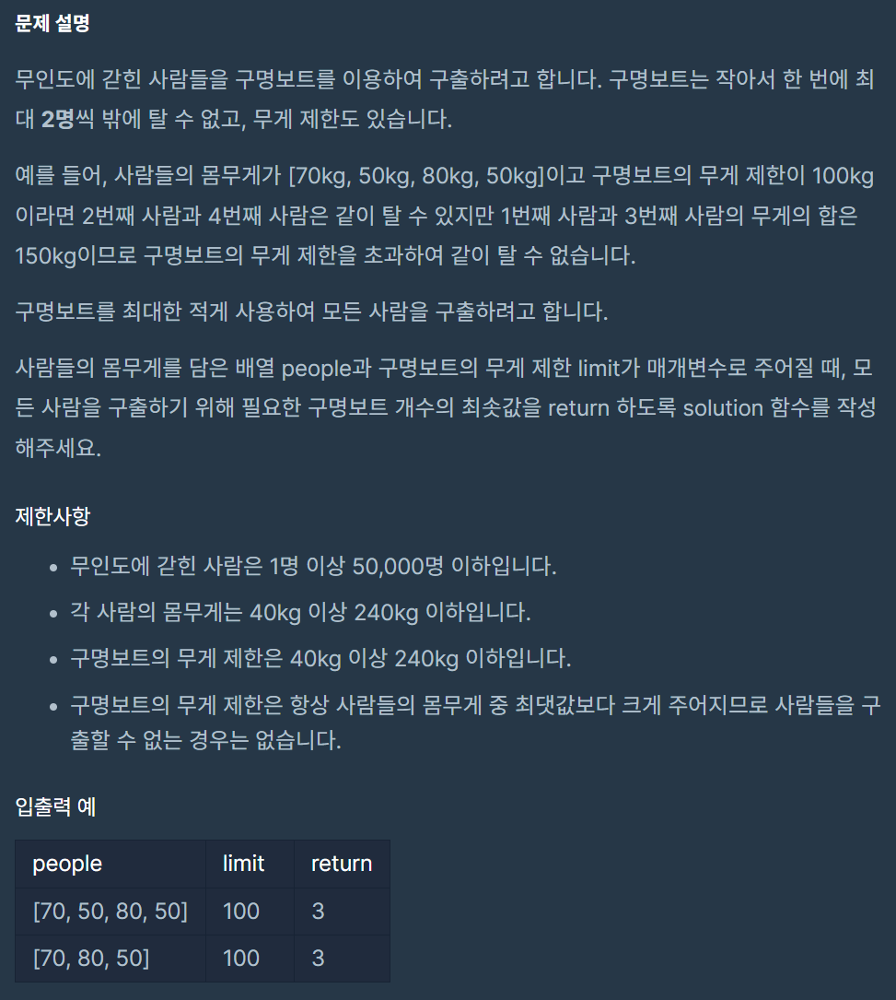 문제 설명
무인도에 갇힌 사람들을 구명보트를 이용하여 구출하려고 합니다. 구명보트는 작아서 한 번에 최
대 2명씩 밖에 탈 수 없고, 무게 제한도 있습니다.
예를 들어, 사람들의 몸무게가 [70kg, 50kg, 80kg, 50kg]이고 구명보트의 무게 제한이 100kg
이라면 2번째 사람과 4번째 사람은 같이 탈 수 있지만 1번째 사람과 3번째 사람의 무게의 합은
150kg이므로 구명보트의 무게 제한을 초과하여 같이 탈 수 없습니다.
구명보트를 최대한 적게 사용하여 모든 사람을 구출하려고 합니다.
사람들의 몸무게를 담은 배열 people과 구명보트의 무게 제한 limit가 매개변수로 주어질 때, 모
든 사람을 구출하기 위해 필요한 구명보트 개수의 최솟값을 return 하도록 solution 함수를 작성
해주세요.
제한사항
• 무인도에 갇힌 사람은 1명 이상 50,000명 이하입니다.
• 각 사람의 몸무게는 40kg 이상 240kg 이하입니다.
• 구명보트의 무게 제한은 40kg 이상 240kg 이하입니다.
• 구명보트의 무게 제한은 항상 사람들의 몸무게 중 최댓값보다 크게 주어지므로 사람들을 구
출할 수 없는 경우는 없습니다.
입출력 예
people limit return
[70, 50, 80, 50] 100 3
[70, 80, 50] 100 3